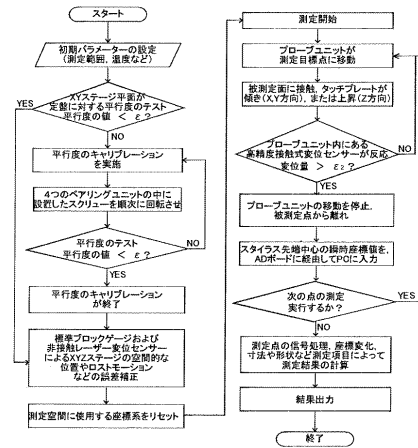 スタート
初期パラメーターの設定
(測定範囲、温度など)
XYステージ平面が
定盤に対する平行度のテスト
平行度の値 < ε?
YES
NO
平行度のキャリブレーション
を実施
4つのベアリングユニットの中に
設置したスクリューを順次に回転させ
平行度のテスト
平行度の値 < ε?
NO
YES
平行度のキャリブレーション
が終了
標準ブロックゲージおよび
非接触レーザー変位センサー
によるXYZステージの空間的な
位置やロストモーション
などの誤差補正
測定空間に使用する座標系をリセット
測定開始
プローブユニットが
測定目標点に移動
被測定面に接触、タッチプレートが
傾き(X,Y方向)、または上昇(Z方向)
プローブユニット内にある
高精度接触式変位センサーが反応
変位量 > ε₂?
NO
YES
プローブユニットの移動を停止、
被測定点から離れ
スタイラス先端中心の瞬時座標値を、
ADボードに経由してPCに入力
次の点の測定
実行するか?
YES
NO
測定点の信号処理、座標変化、
寸法や形状など測定項目によって
測定結果の計算
結果出力
終了